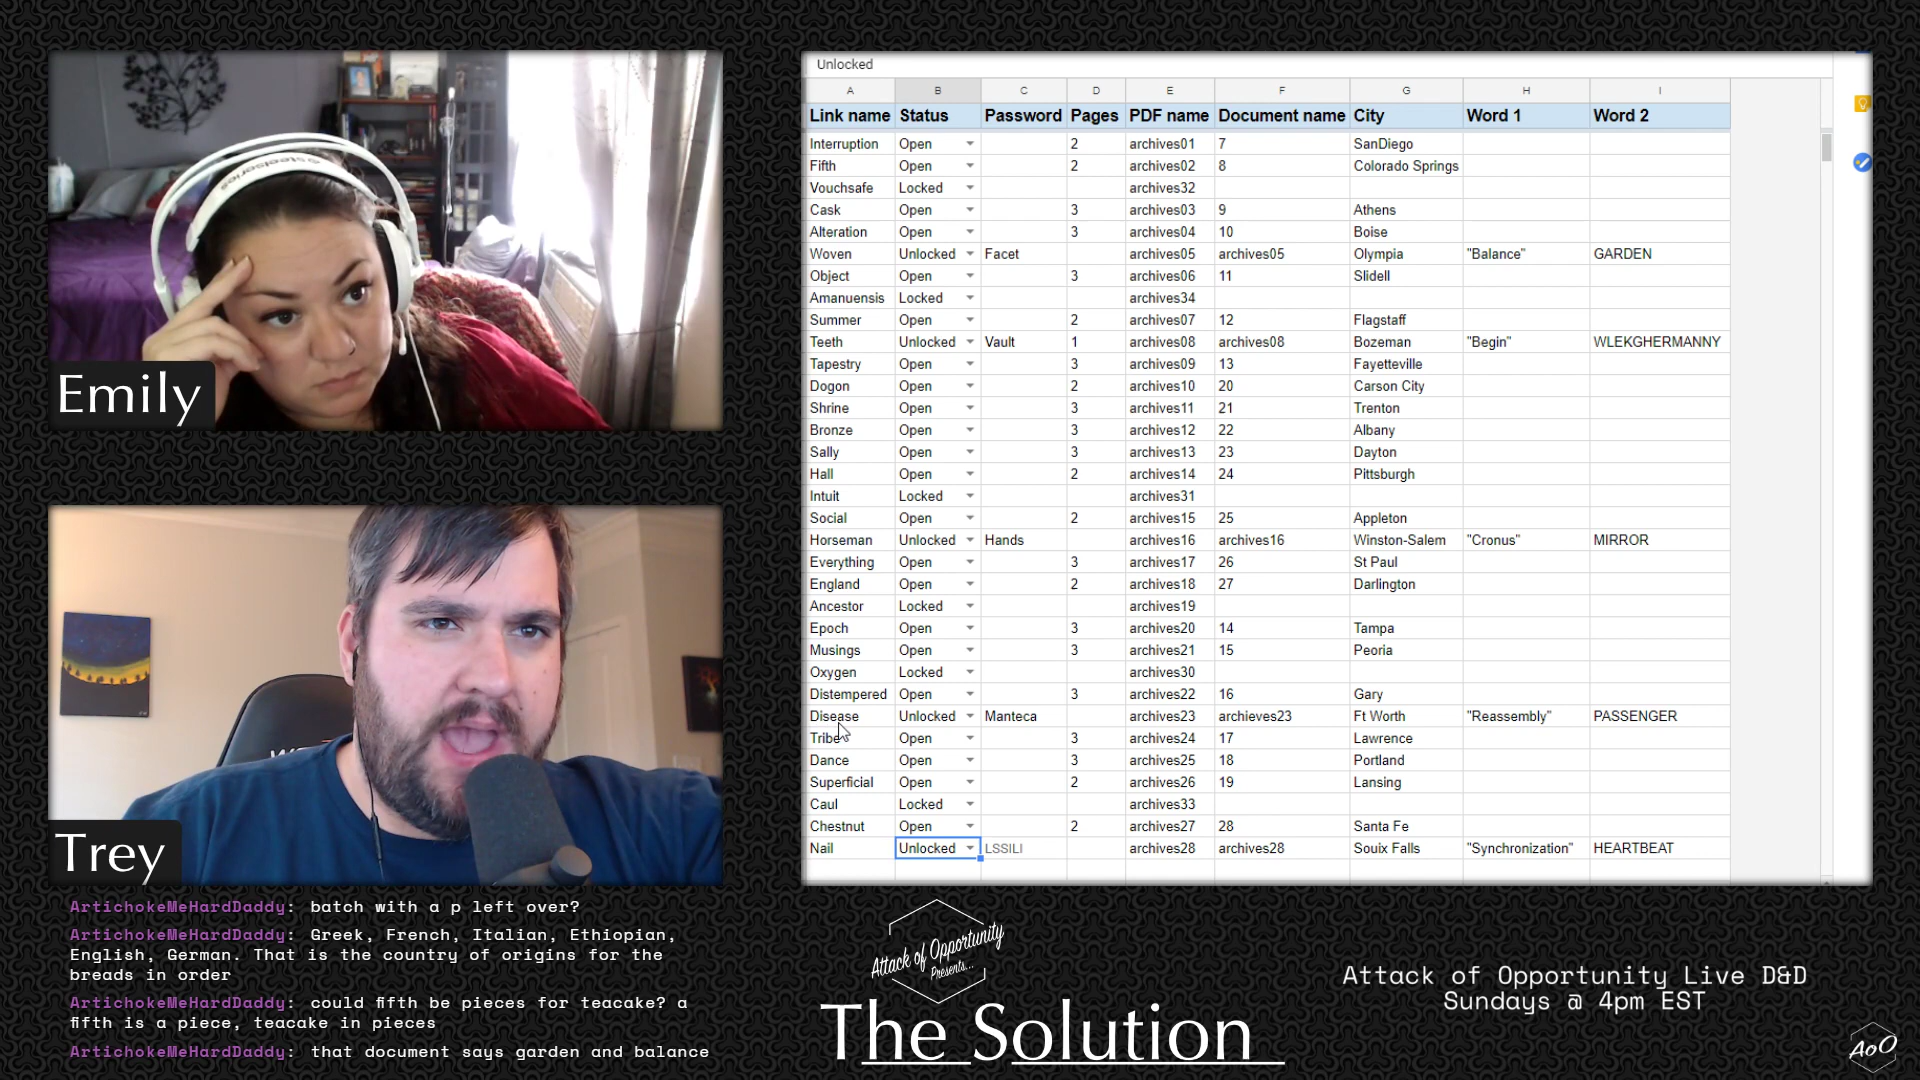 steelseries
Emily
Trey
ArtichokeMeHardDaddy: batch with a p left over?
ArtichokeMeHardDaddy: Greek, French, Italian, Ethiopian,
English, German. That is the country of origins for the
breads in order
ArtichokeMeHardDaddy: could fifth be pieces for teacake? a
fifth is a piece, teacake in pieces
ArtichokeMeHardDaddy: that document says garden and balance
Unlocked
A B C D E F G H I
Link name Status Password Pages PDF name Document name City Word 1 Word 2
Interruption Open 2 archives01 7 SanDiego
Fifth Open 2 archives02 8 Colorado Springs
Vouchsafe Locked archives32
Cask Open 3 archives03 9 Athens
Alteration Open 3 archives04 10 Boise
Woven Unlocked Facet archives05 archives05 Olympia "Balance" GARDEN
Object Open 3 archives06 11 Slidell
Amanuensis Locked archives34
Summer Open 2 archives07 12 Flagstaff
Teeth Unlocked Vault 1 archives08 archives08 Bozeman "Begin" WLEKGHERMANNY
Tapestry Open 3 archives09 13 Fayetteville
Dogon Open 2 archives10 20 Carson City
Shrine Open 3 archives11 21 Trenton
Bronze Open 3 archives12 22 Albany
Sally Open 3 archives13 23 Dayton
Hall Open 2 archives14 24 Pittsburgh
Intuit Locked archives31
Social Open 2 archives15 25 Appleton
Horseman Unlocked Hands archives16 archives16 Winston-Salem "Cronus" MIRROR
Everything Open 3 archives17 26 St Paul
England Open 2 archives18 27 Darlington
Ancestor Locked archives19
Epoch Open 3 archives20 14 Tampa
Musings Open 3 archives21 15 Peoria
Oxygen Locked archives30
Distempered Open 3 archives22 16 Gary
Disease Unlocked Manteca archives23 archieves23 Ft Worth "Reassembly" PASSENGER
Tribe Open 3 archives24 17 Lawrence
Dance Open 3 archives25 18 Portland
Superficial Open 2 archives26 19 Lansing
Caul Locked archives33
Chestnut Open 2 archives27 28 Santa Fe
Nail Unlocked LSSILI archives28 archives28 Souix Falls "Synchronization" HEARTBEAT
Attack of Opportunity
Presents...
The Solution
Attack of Opportunity Live D&D
Sundays @ 4pm EST
AoO